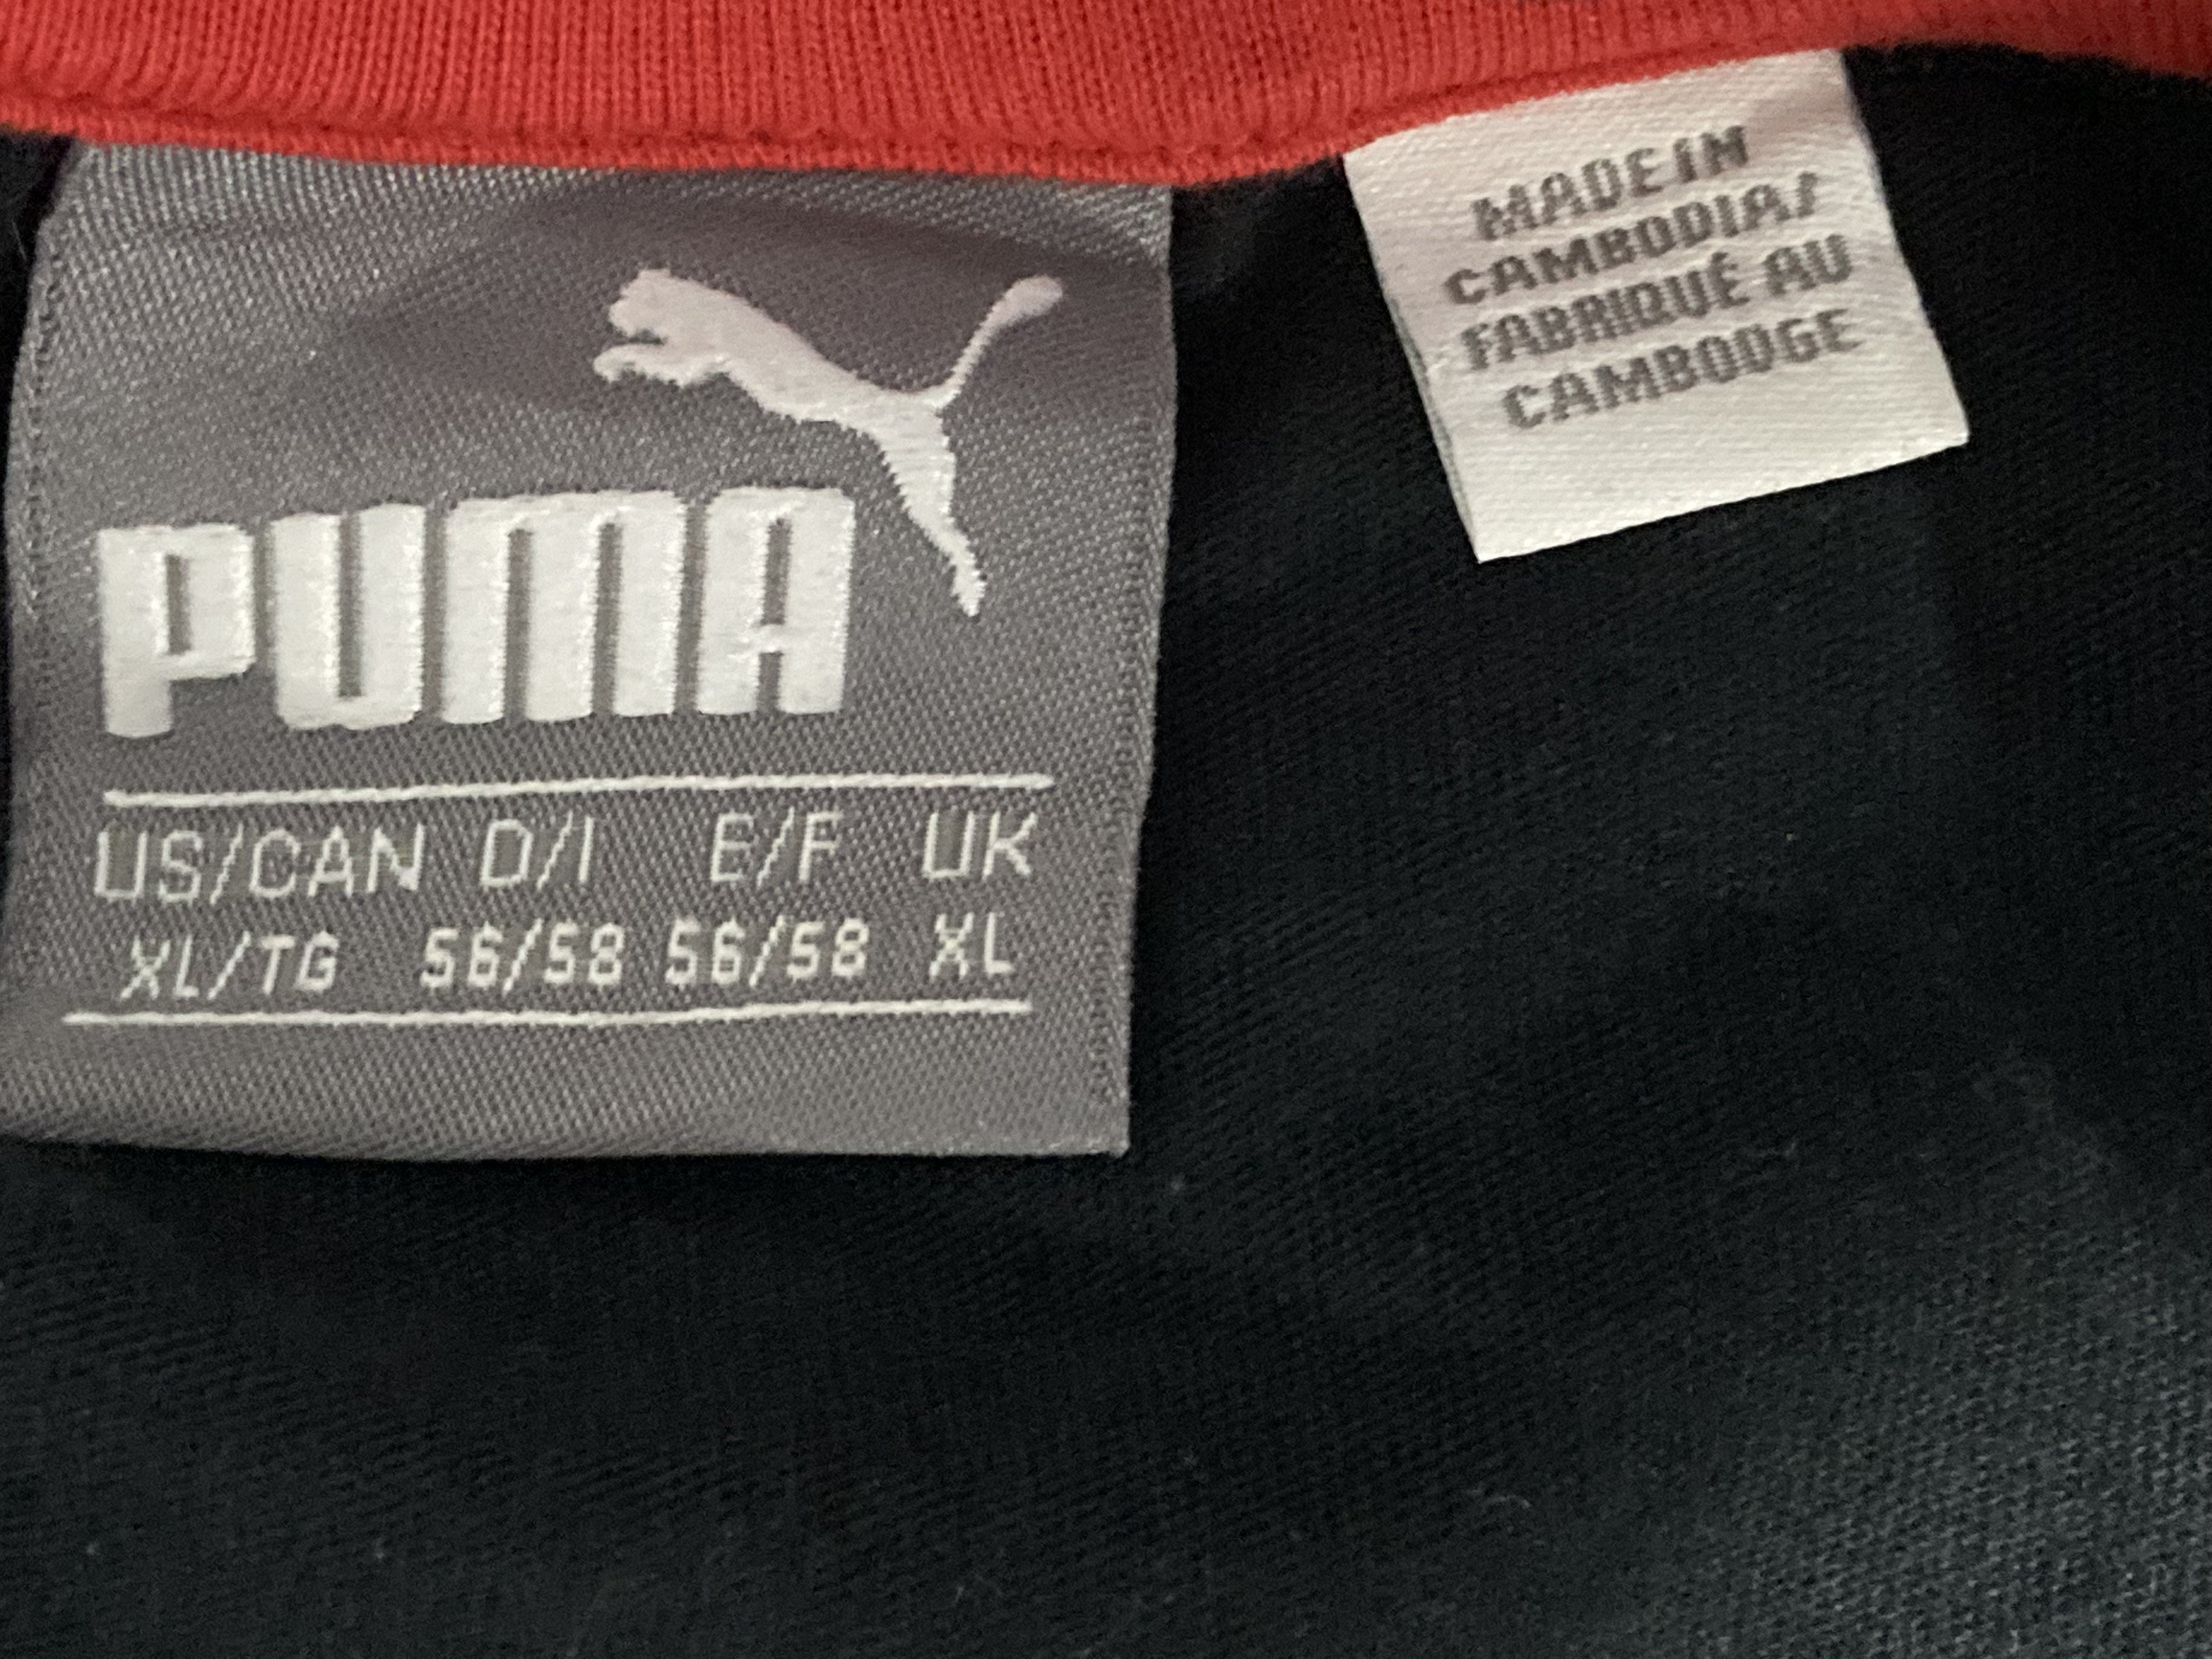 PUMA
US/CAN D/I E/F UK
XL/TG 56/58 56/58 XL
MADE IN
CAMBODIA/
FABRIQUÉ AU
CAMBODGE